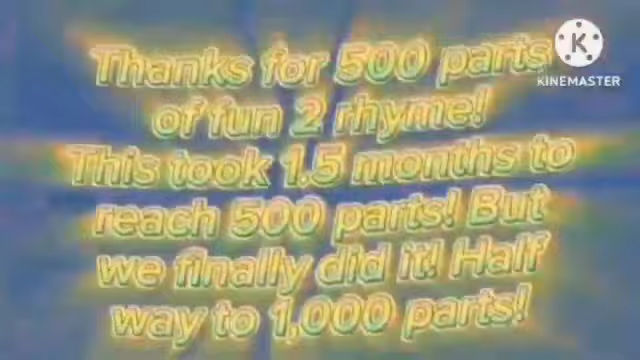 Thanks for 500 parts
of fun 2 rhyme!
This took 1.5 months to
reach 500 parts! But
we finally did it! Half
way to 1,000 parts!
K
KINEMASTER